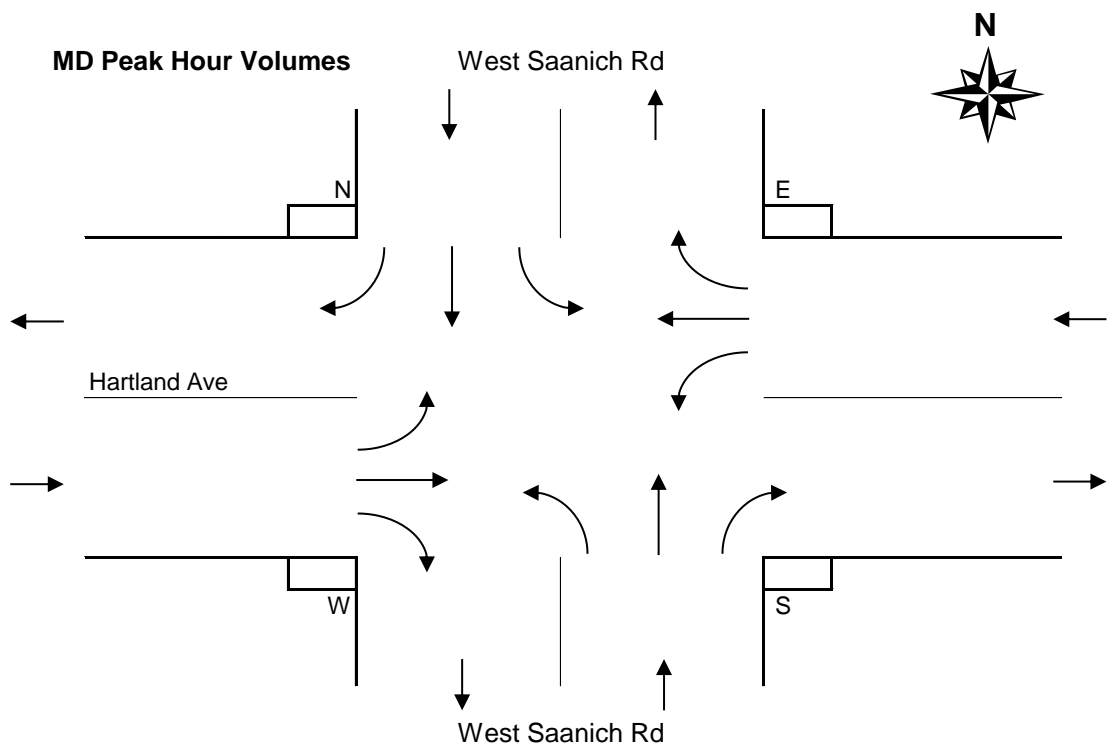 MD Peak Hour Volumes
West Saanich Rd
N
N
E
Hartland Ave
W
S
West Saanich Rd